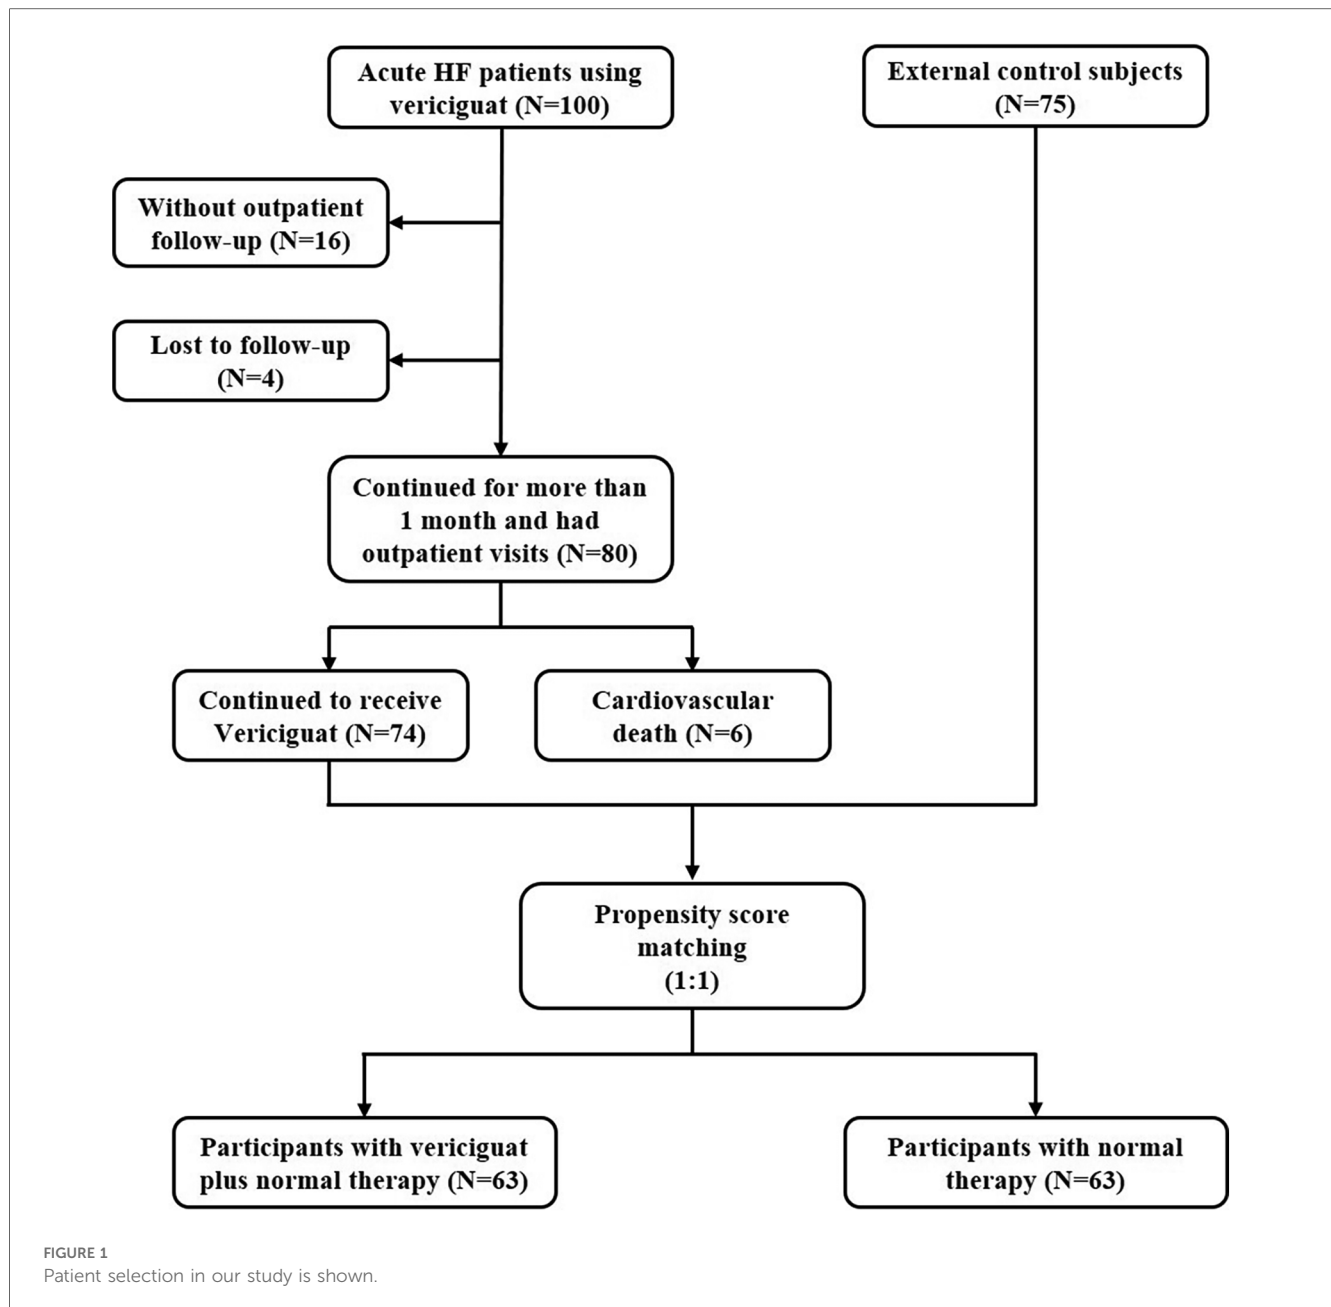 Acute HF patients using
vericiguat (N=100)
External control subjects
(N=75)
Without outpatient
follow-up (N=16)
Lost to follow-up
(N=4)
Continued for more than
1 month and had
outpatient visits (N=80)
Continued to receive
Vericiguat (N=74)
Cardiovascular
death (N=6)
Propensity score
matching
(1:1)
Participants with vericiguat
plus normal therapy (N=63)
Participants with normal
therapy (N=63)
FIGURE 1
Patient selection in our study is shown.